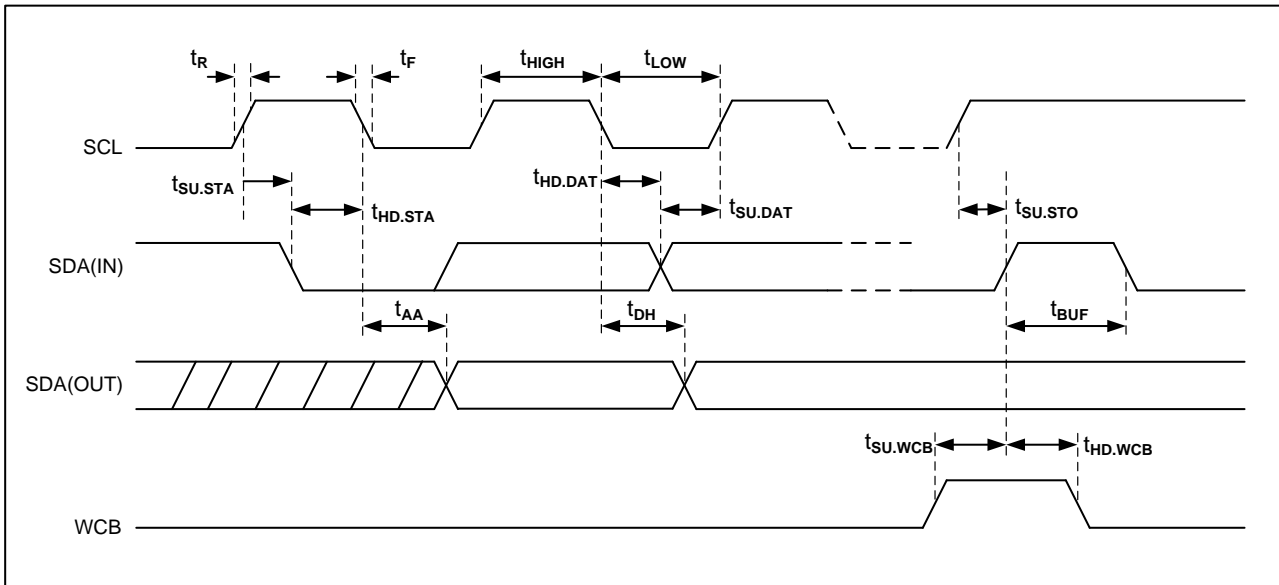 tR
tF
tHIGH
tLOW
SCL
tSU.STA
tHD.STA
tHD.DAT
tSU.DAT
tSU.STO
SDA(IN)
tAA
tDH
tBUF
SDA(OUT)
tSU.WCB
tHD.WCB
WCB